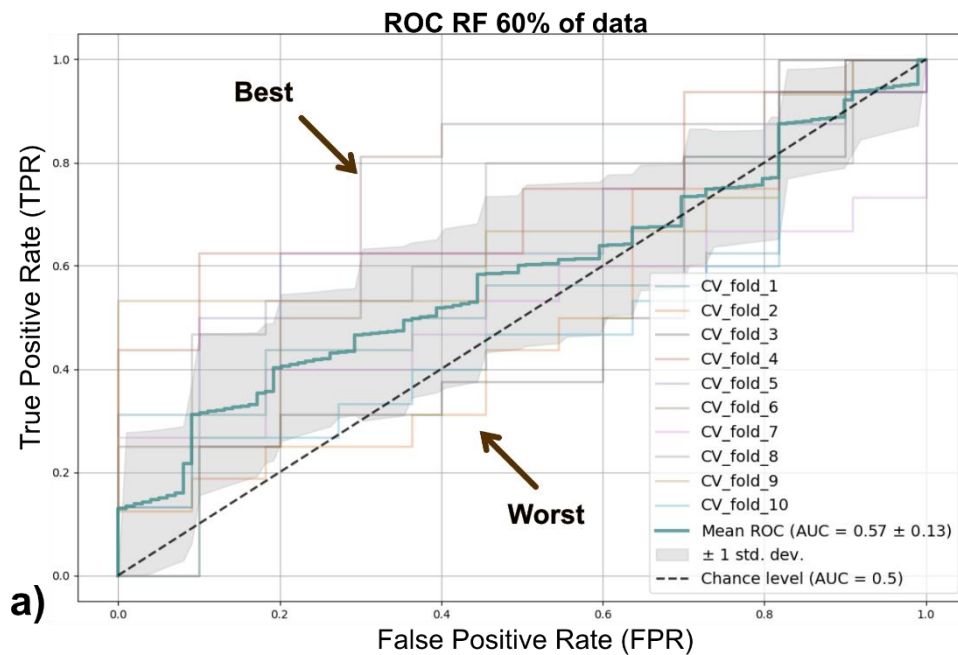 ROC RF 60% of data
Best
Worst
True Positive Rate (TPR)
1.0
0.8
0.6
0.4
0.2
0.0
0.0
0.2
0.4
0.6
0.8
1.0
False Positive Rate (FPR)
CV_fold_1
CV_fold_2
CV_fold_3
CV_fold_4
CV_fold_5
CV_fold_6
CV_fold_7
CV_fold_8
CV_fold_9
CV_fold_10
Mean ROC (AUC = 0.57 ± 0.13)
± 1 std. dev.
Chance level (AUC = 0.5)
a)